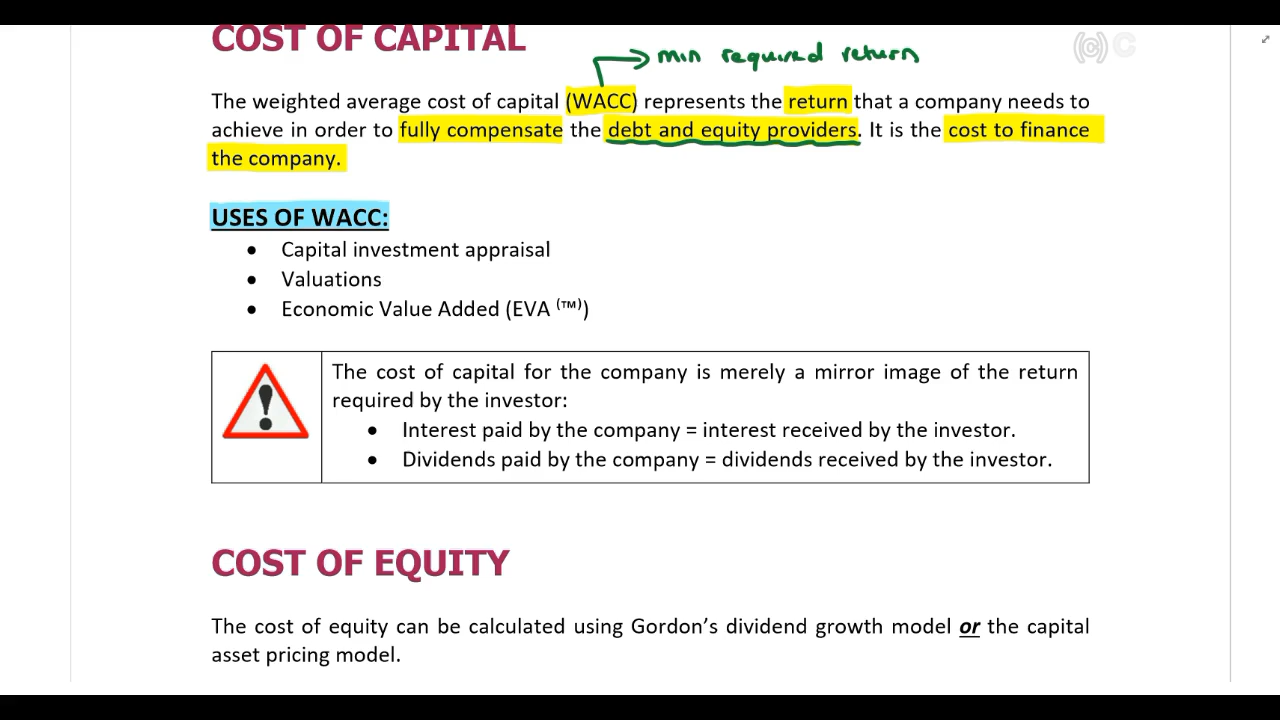 COST OF CAPITAL
min required return
The weighted average cost of capital (WACC) represents the return that a company needs to
achieve in order to fully compensate the debt and equity providers. It is the cost to finance
the company.
USES OF WACC:
• Capital investment appraisal
• Valuations
• Economic Value Added (EVA (™))
The cost of capital for the company is merely a mirror image of the return
required by the investor:
• Interest paid by the company = interest received by the investor.
• Dividends paid by the company = dividends received by the investor.
COST OF EQUITY
The cost of equity can be calculated using Gordon's dividend growth model or the capital
asset pricing model.